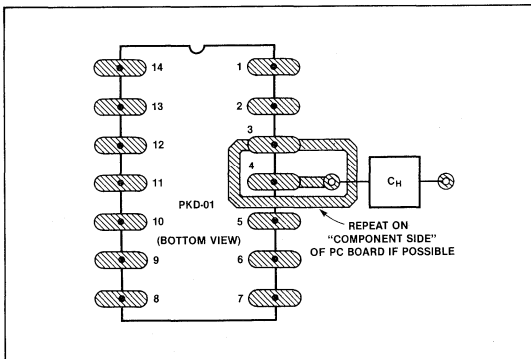 14 1
13 2
12 3
11 4
PKD-01
10 5
(BOTTOM VIEW)
9 6
8 7
CH
REPEAT ON
"COMPONENT SIDE"
OF PC BOARD IF POSSIBLE